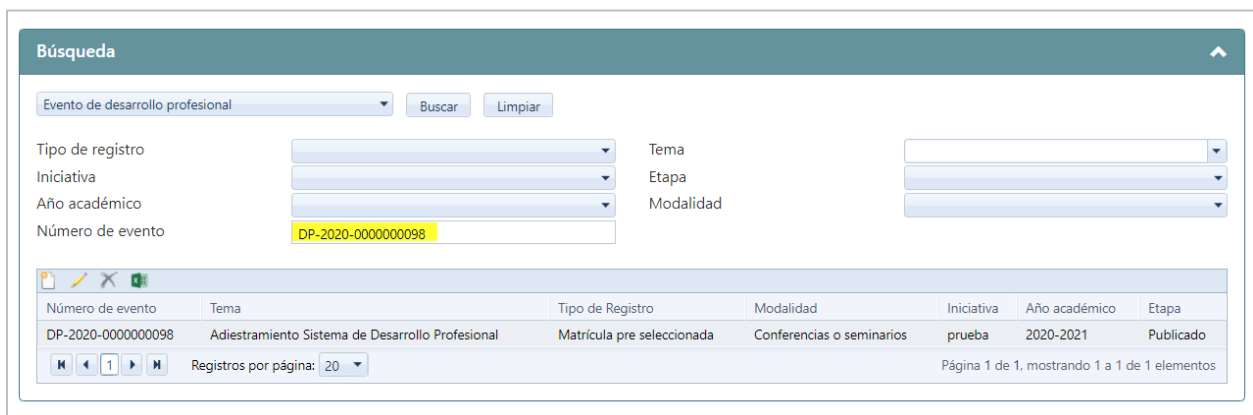 Búsqueda
Evento de desarrollo profesional Buscar Limpiar
Tipo de registro Tema
Iniciativa Etapa
Año académico Modalidad
Número de evento DP-2020-0000000098
Número de evento Tema Tipo de Registro Modalidad Iniciativa Año académico Etapa
DP-2020-0000000098 Adiestramiento Sistema de Desarrollo Profesional Matrícula pre seleccionada Conferencias o seminarios prueba 2020-2021 Publicado
1 Registros por página: 20 Página 1 de 1, mostrando 1 a 1 de 1 elementos